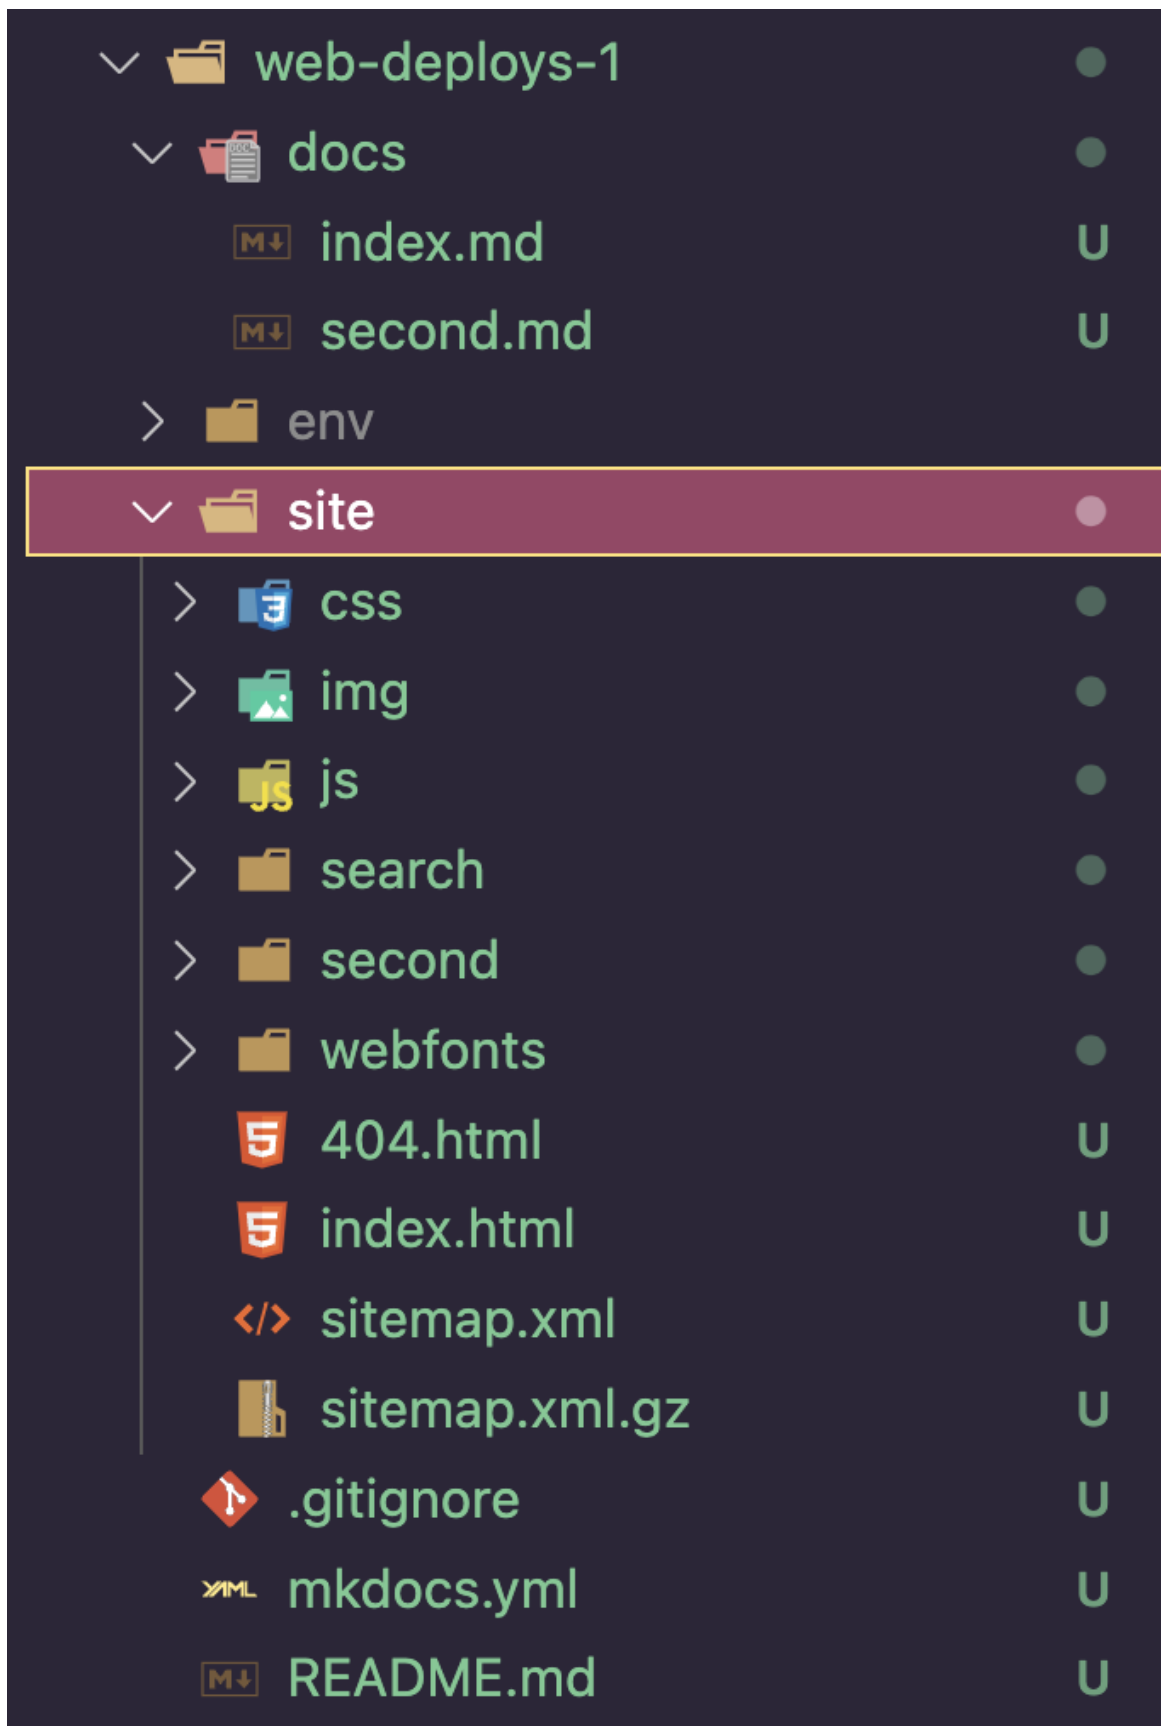 web-deploys-1
docs
index.md U
second.md U
env
site
css
img
js
search
second
webfonts
404.html U
index.html U
sitemap.xml U
sitemap.xml.gz U
.gitignore U
mkdocs.yml U
README.md U